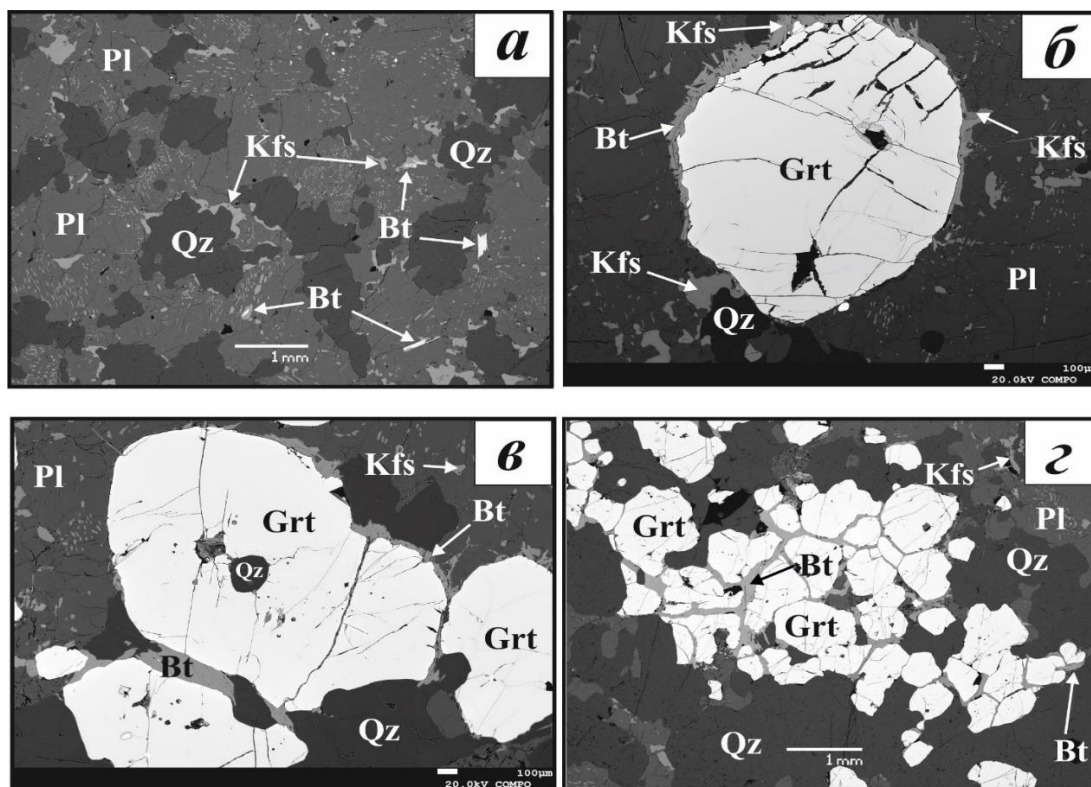 а
Pl
Kfs
Qz
Pl
Qz
Bt
Bt
1 mm
б
Kfs
Bt
Grt
Kfs
Kfs
Pl
Qz
100μ
20.0kV COMPO
в
Pl
Kfs
Grt
Bt
Qz
Grt
Bt
Qz
100μm
20.0kV COMPO
г
Kfs
Grt
Pl
Qz
Bt
Grt
Qz
1 mm
Bt